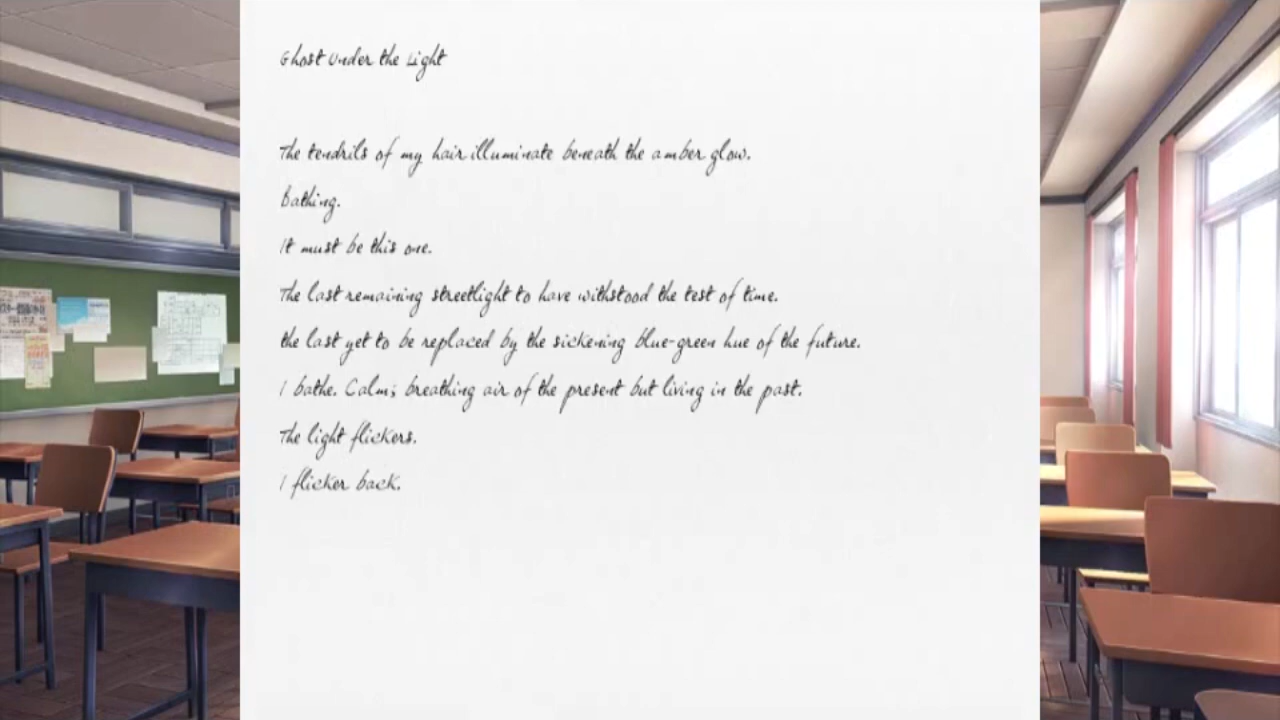 Ghost Under the Light
The tendrils of my hair illuminate beneath the amber glow.
Bathing.
It must be this one.
The last remaining streetlight to have withstood the test of time.
the last yet to be replaced by the sickening blue-green hue of the future.
I bathe. Calm; breathing air of the present but living in the past.
The light flickers.
I flicker back.